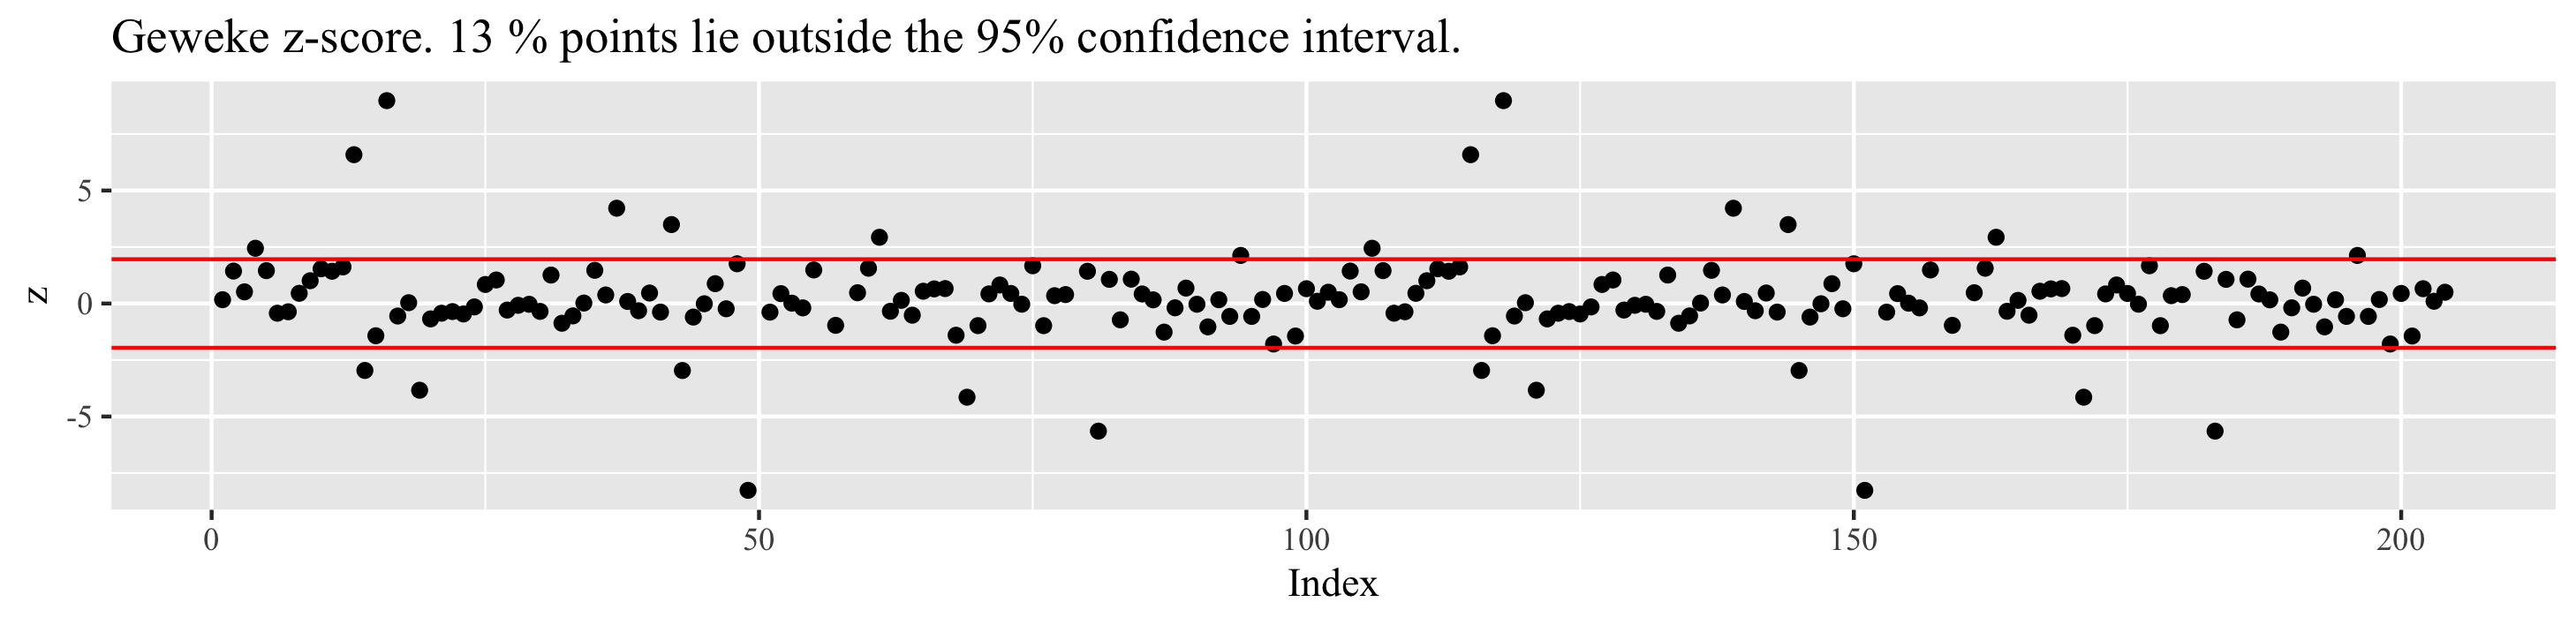 Geweke z-score. 13 % points lie outside the 95% confidence interval.
5
0
-5
z
0 50 100 150 200
Index